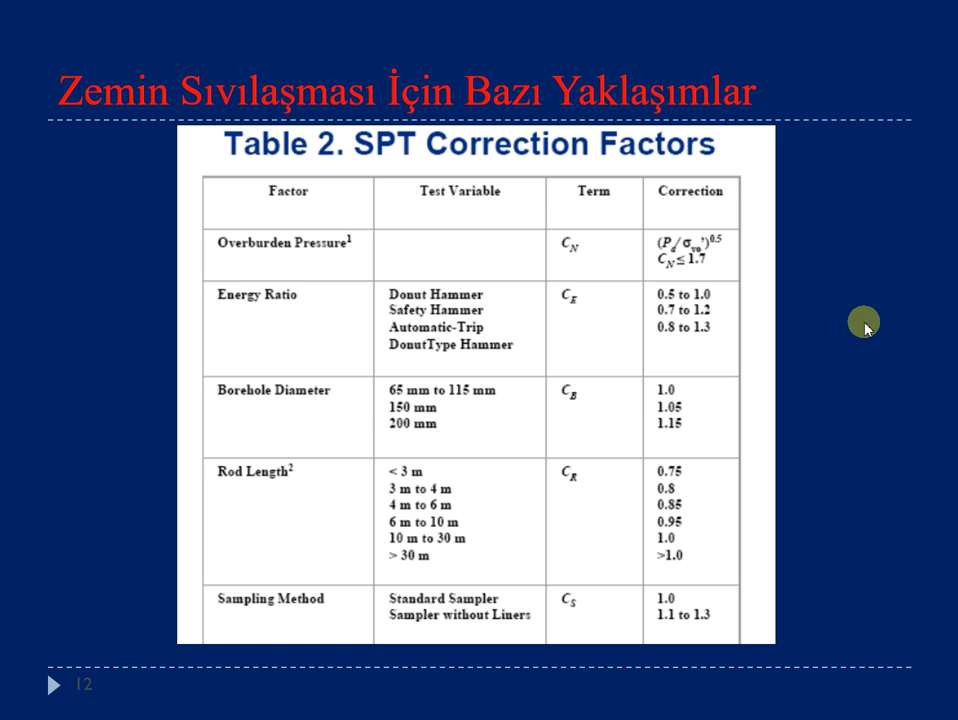 Zemin Sıvılaşması İçin Bazı Yaklaşımlar
Table 2. SPT Correction Factors
Factor Test Variable Term Correction
Overburden Pressure¹ C_N (P_a/σ_vo')^0.5
C_N ≤ 1.7
Energy Ratio Donut Hammer C_E 0.5 to 1.0
Safety Hammer 0.7 to 1.2
Automatic-Trip 0.8 to 1.3
DonutType Hammer
Borehole Diameter 65 mm to 115 mm C_B 1.0
150 mm 1.05
200 mm 1.15
Rod Length² < 3 m C_R 0.75
3 m to 4 m 0.8
4 m to 6 m 0.85
6 m to 10 m 0.95
10 m to 30 m 1.0
> 30 m >1.0
Sampling Method Standard Sampler C_S 1.0
Sampler without Liners 1.1 to 1.3
12